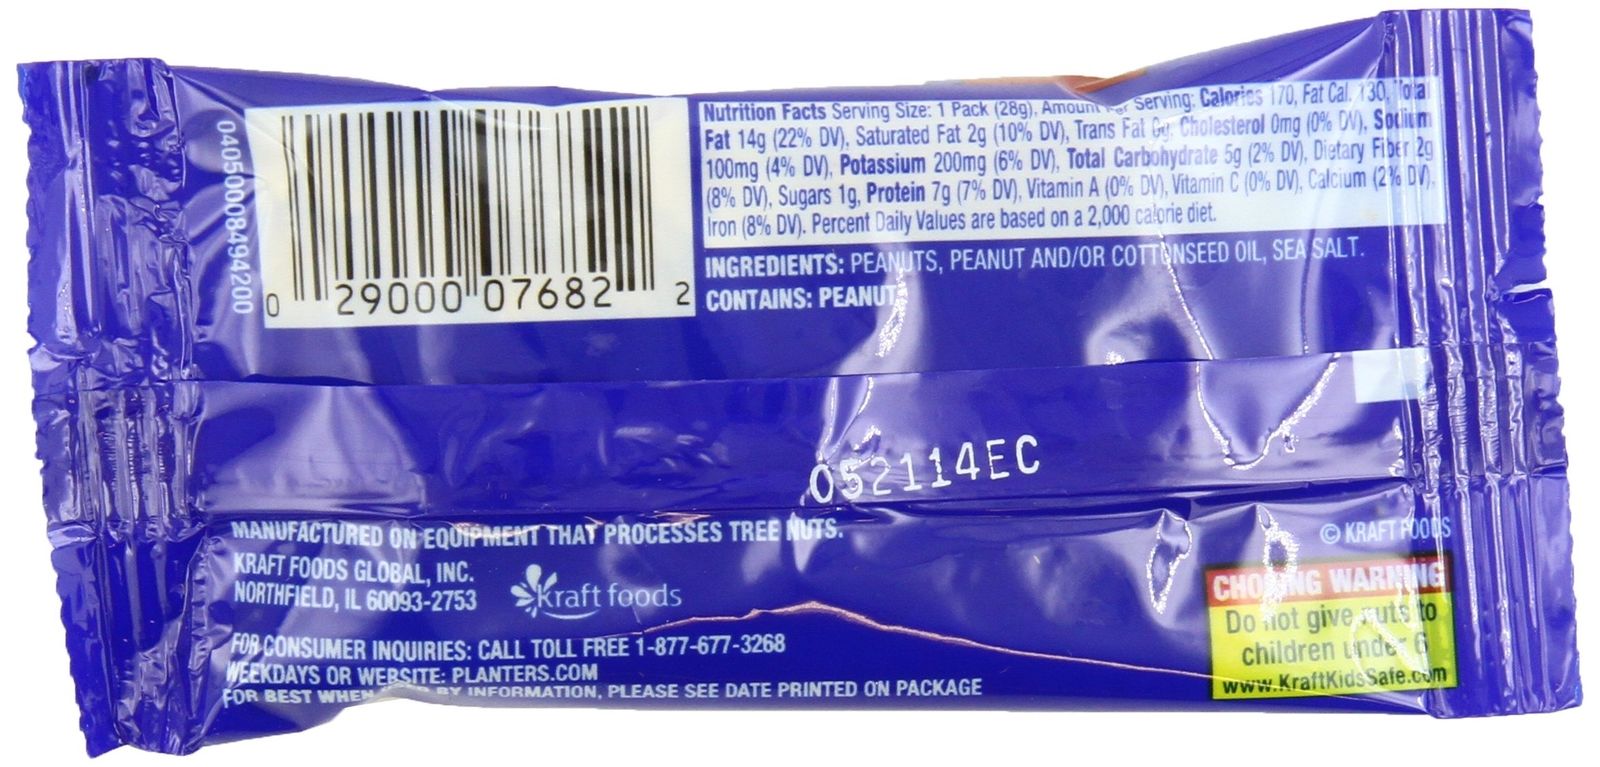 040500084942​00
0 29000 07682 2
Nutrition Facts Serving Size: 1 Pack (28g), Amount Per Serving: Calories 170, Fat Cal. 130, Total
Fat 14g (22% DV), Saturated Fat 2g (10% DV), Trans Fat 0g, Cholesterol 0mg (0% DV), Sodium
100mg (4% DV), Potassium 200mg (6% DV), Total Carbohydrate 5g (2% DV), Dietary Fiber 2g
(8% DV), Sugars 1g, Protein 7g (7% DV), Vitamin A (0% DV), Vitamin C (0% DV), Calcium (2% DV),
Iron (8% DV). Percent Daily Values are based on a 2,000 calorie diet.
INGREDIENTS: PEANUTS, PEANUT AND/OR COTTONSEED OIL, SEA SALT.
CONTAINS: PEANUT
052114EC
MANUFACTURED ON EQUIPMENT THAT PROCESSES TREE NUTS.
KRAFT FOODS GLOBAL, INC.
NORTHFIELD, IL 60093-2753
kraft foods
FOR CONSUMER INQUIRIES: CALL TOLL FREE 1-877-677-3268
WEEKDAYS OR WEBSITE: PLANTERS.COM
FOR BEST WHEN BY INFORMATION, PLEASE SEE DATE PRINTED ON PACKAGE
© KRAFT FOODS
CHOKING WARNING
Do not give nuts to
children under 6
www.KraftKidsSafe.com